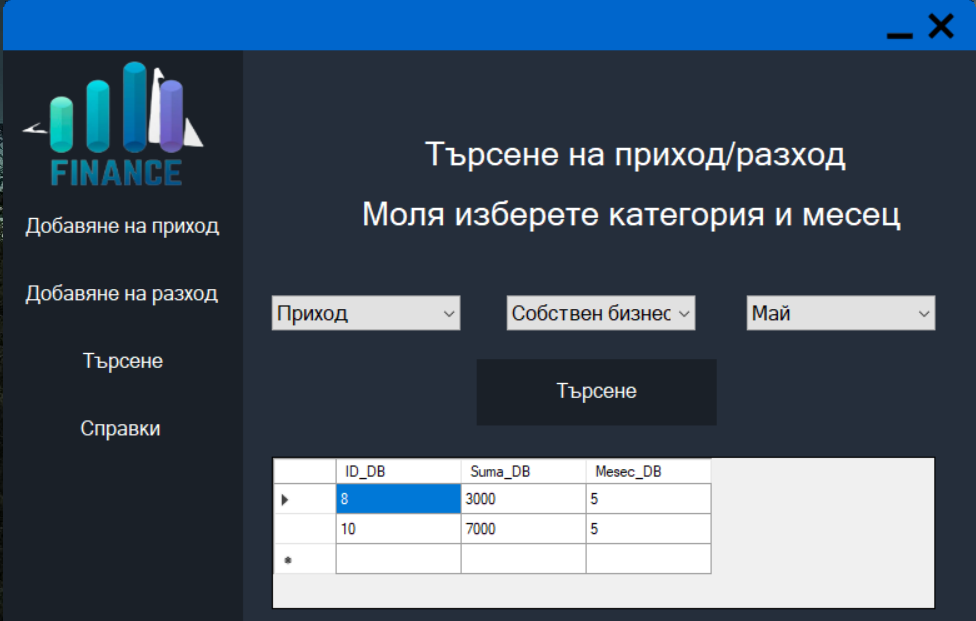 FINANCE
Добавяне на приход
Добавяне на разход
Търсене
Справки
Търсене на приход/разход
Моля изберете категория и месец
Приход
Собствен бизнес
Май
Търсене
ID_DB Suma_DB Mesec_DB
8 3000 5
10 7000 5